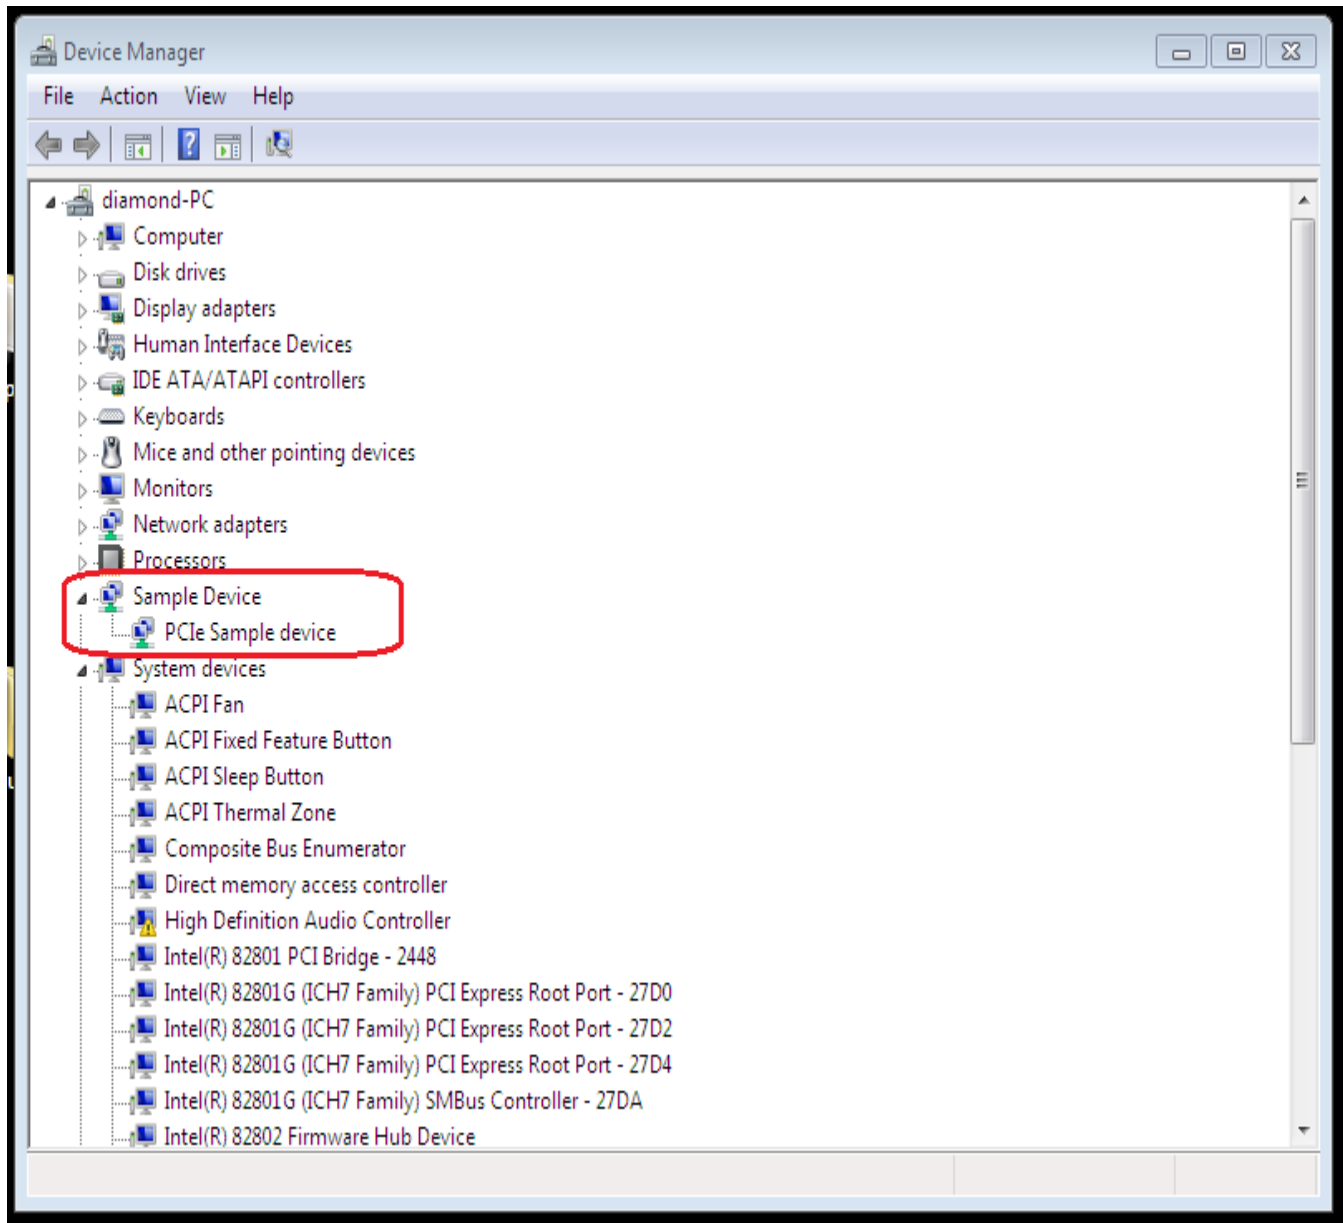 Device Manager
File Action View Help
diamond-PC
Computer
Disk drives
Display adapters
Human Interface Devices
IDE ATA/ATAPI controllers
Keyboards
Mice and other pointing devices
Monitors
Network adapters
Processors
Sample Device
PCIe Sample device
System devices
ACPI Fan
ACPI Fixed Feature Button
ACPI Sleep Button
ACPI Thermal Zone
Composite Bus Enumerator
Direct memory access controller
High Definition Audio Controller
Intel(R) 82801 PCI Bridge - 2448
Intel(R) 82801G (ICH7 Family) PCI Express Root Port - 27D0
Intel(R) 82801G (ICH7 Family) PCI Express Root Port - 27D2
Intel(R) 82801G (ICH7 Family) PCI Express Root Port - 27D4
Intel(R) 82801G (ICH7 Family) SMBus Controller - 27DA
Intel(R) 82802 Firmware Hub Device